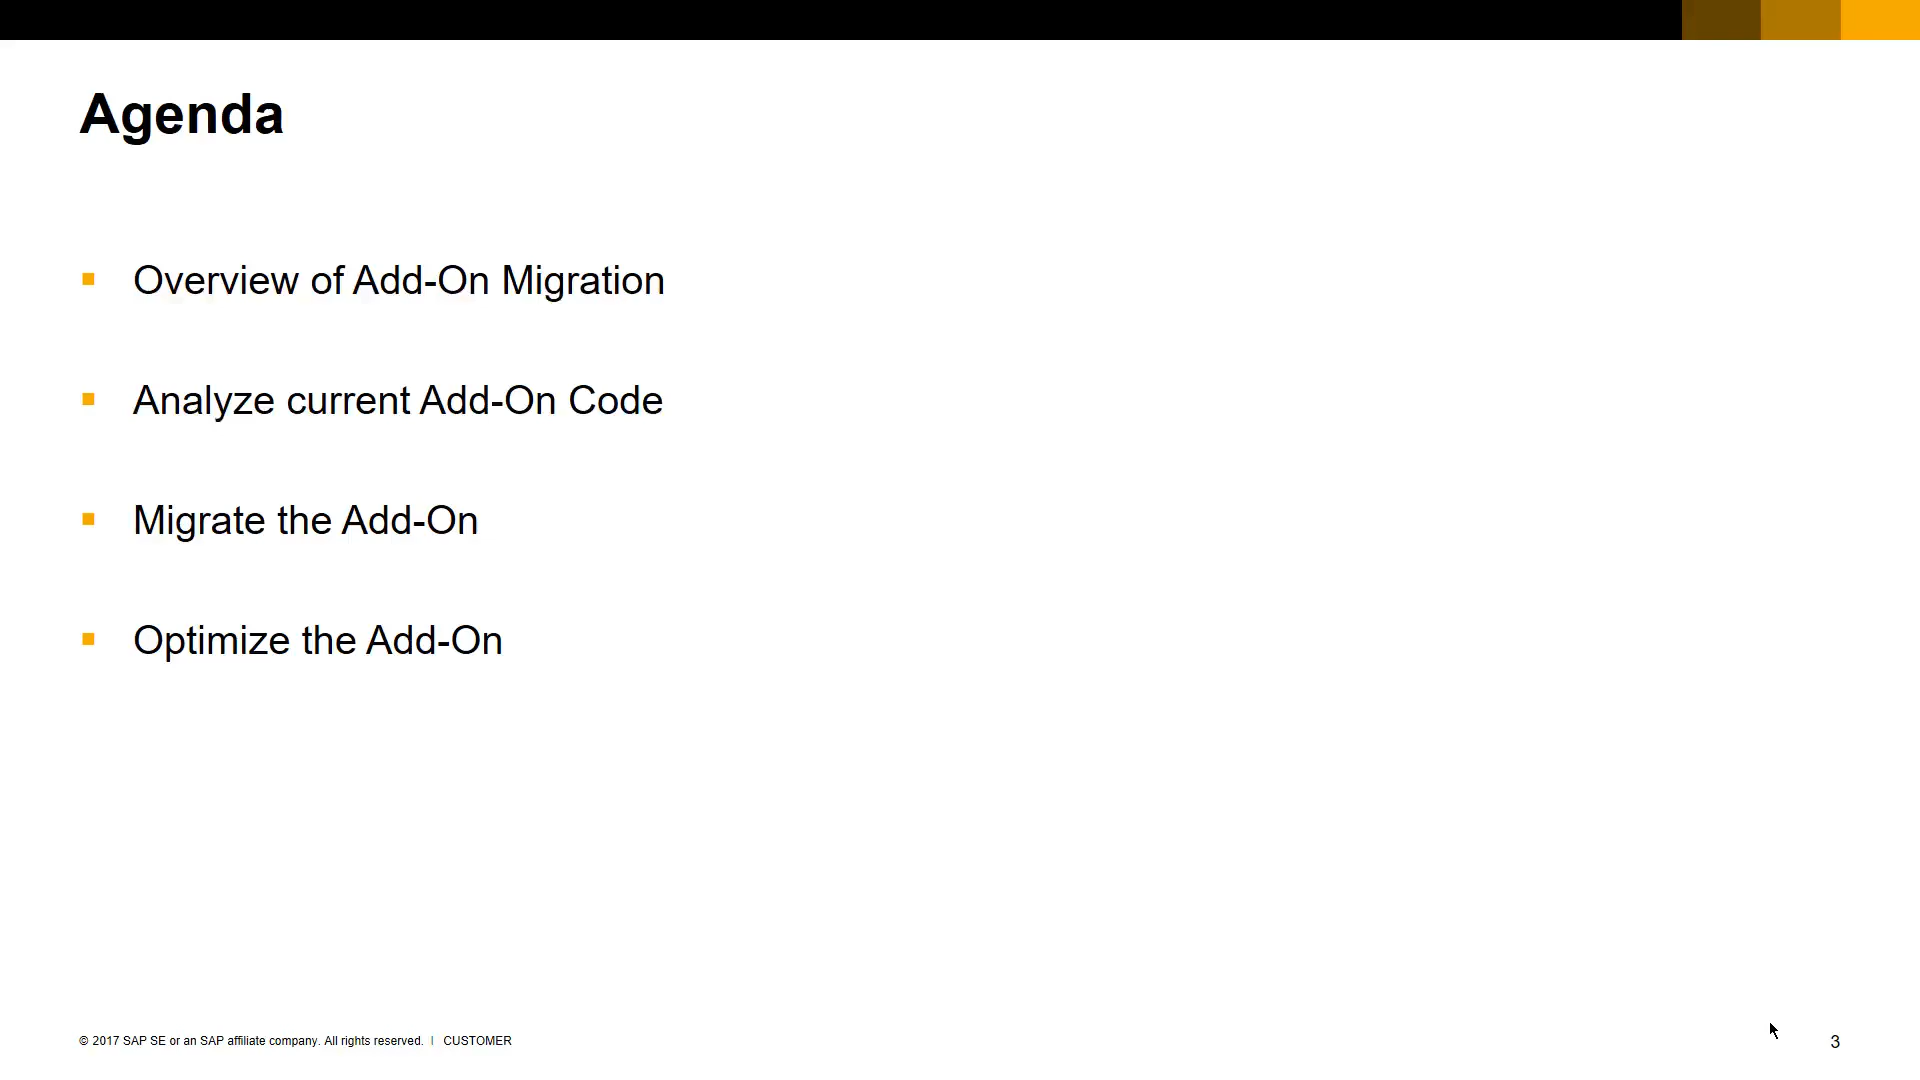 Agenda
▪ Overview of Add-On Migration
▪ Analyze current Add-On Code
▪ Migrate the Add-On
▪ Optimize the Add-On
© 2017 SAP SE or an SAP affiliate company. All rights reserved. | CUSTOMER
3